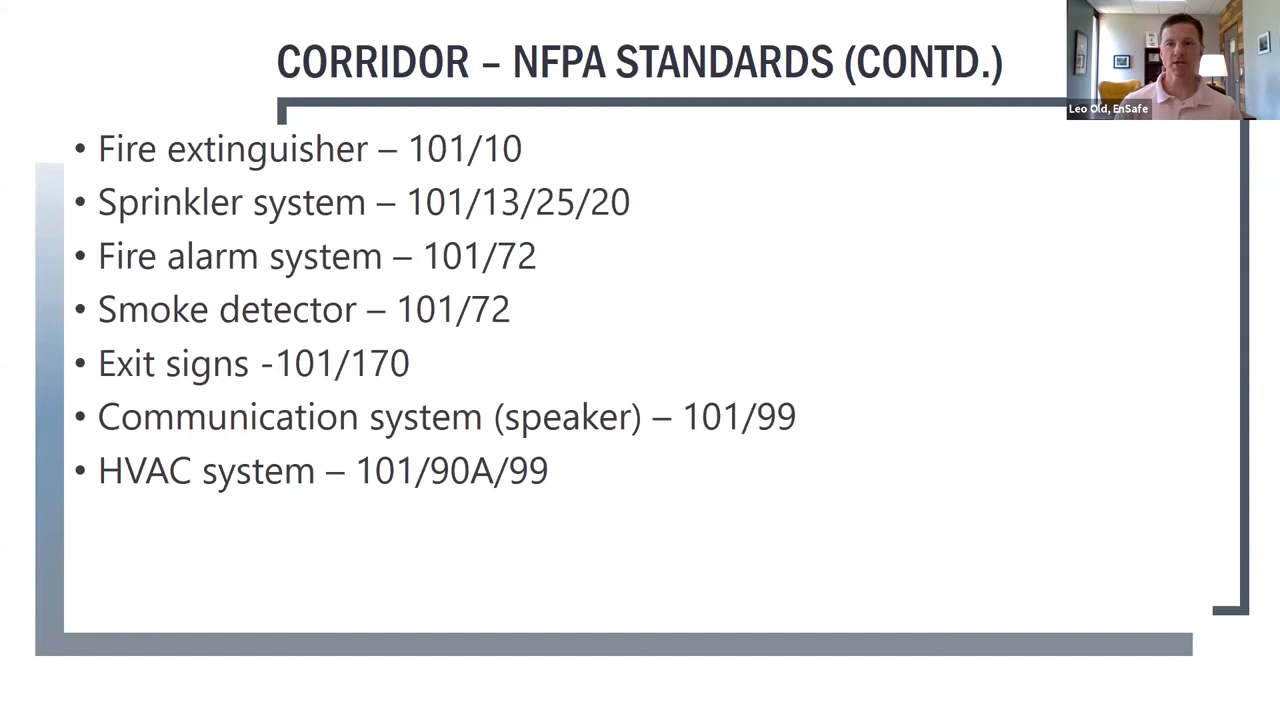 CORRIDOR – NFPA STANDARDS (CONTD.)
Leo Old, EnSafe
• Fire extinguisher – 101/10
• Sprinkler system – 101/13/25/20
• Fire alarm system – 101/72
• Smoke detector – 101/72
• Exit signs -101/170
• Communication system (speaker) – 101/99
• HVAC system – 101/90A/99